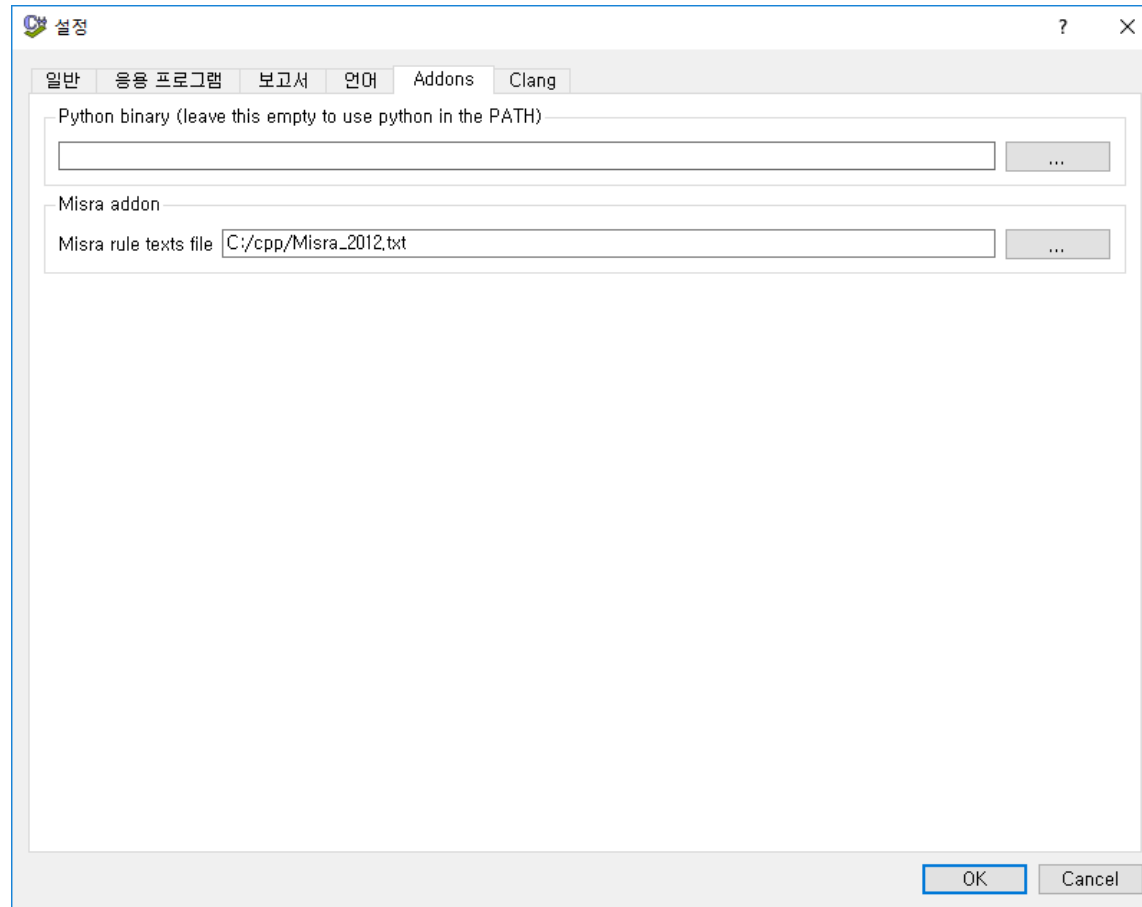 설정
일반 응용 프로그램 보고서 언어 Addons Clang
Python binary (leave this empty to use python in the PATH)
...
Misra addon
Misra rule texts file C:/cpp/Misra_2012.txt ...
OK Cancel